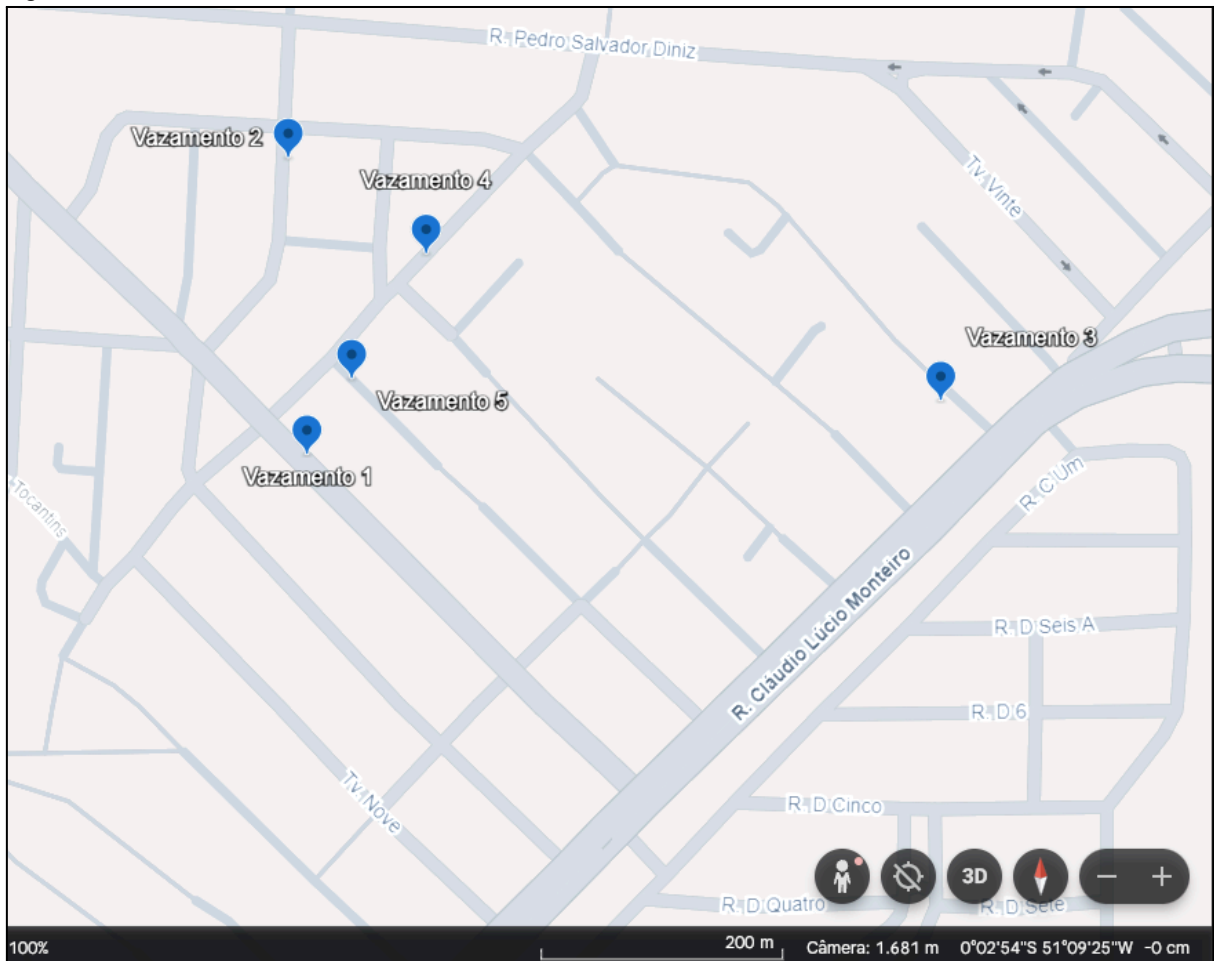 R. Pedro Salvador Diniz
Vazamento 2
Vazamento 4
Tv. Vinte
Vazamento 3
Vazamento 5
Vazamento 1
R. C Um
Tocantins
R. Cláudio Lúcio Monteiro
R. D Seis A
R. D 6
Tv. Nove
R. D Cinco
3D
R. D Quatro
R. D Sete
100%
200 m
Câmera: 1.681 m 0°02'54"S 51°09'25"W -0 cm